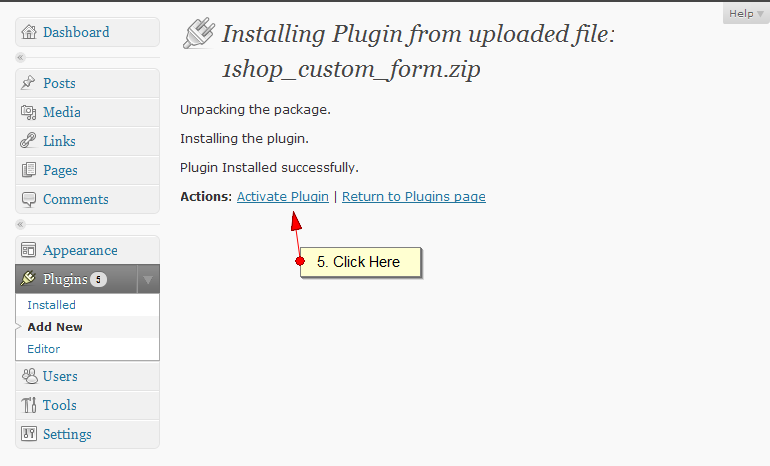 Help
Dashboard
Posts
Media
Links
Pages
Comments
Appearance
Plugins 5
Installed
Add New
Editor
Users
Tools
Settings
Installing Plugin from uploaded file:
1shop_custom_form.zip
Unpacking the package.
Installing the plugin.
Plugin Installed successfully.
Actions: Activate Plugin | Return to Plugins page
5. Click Here